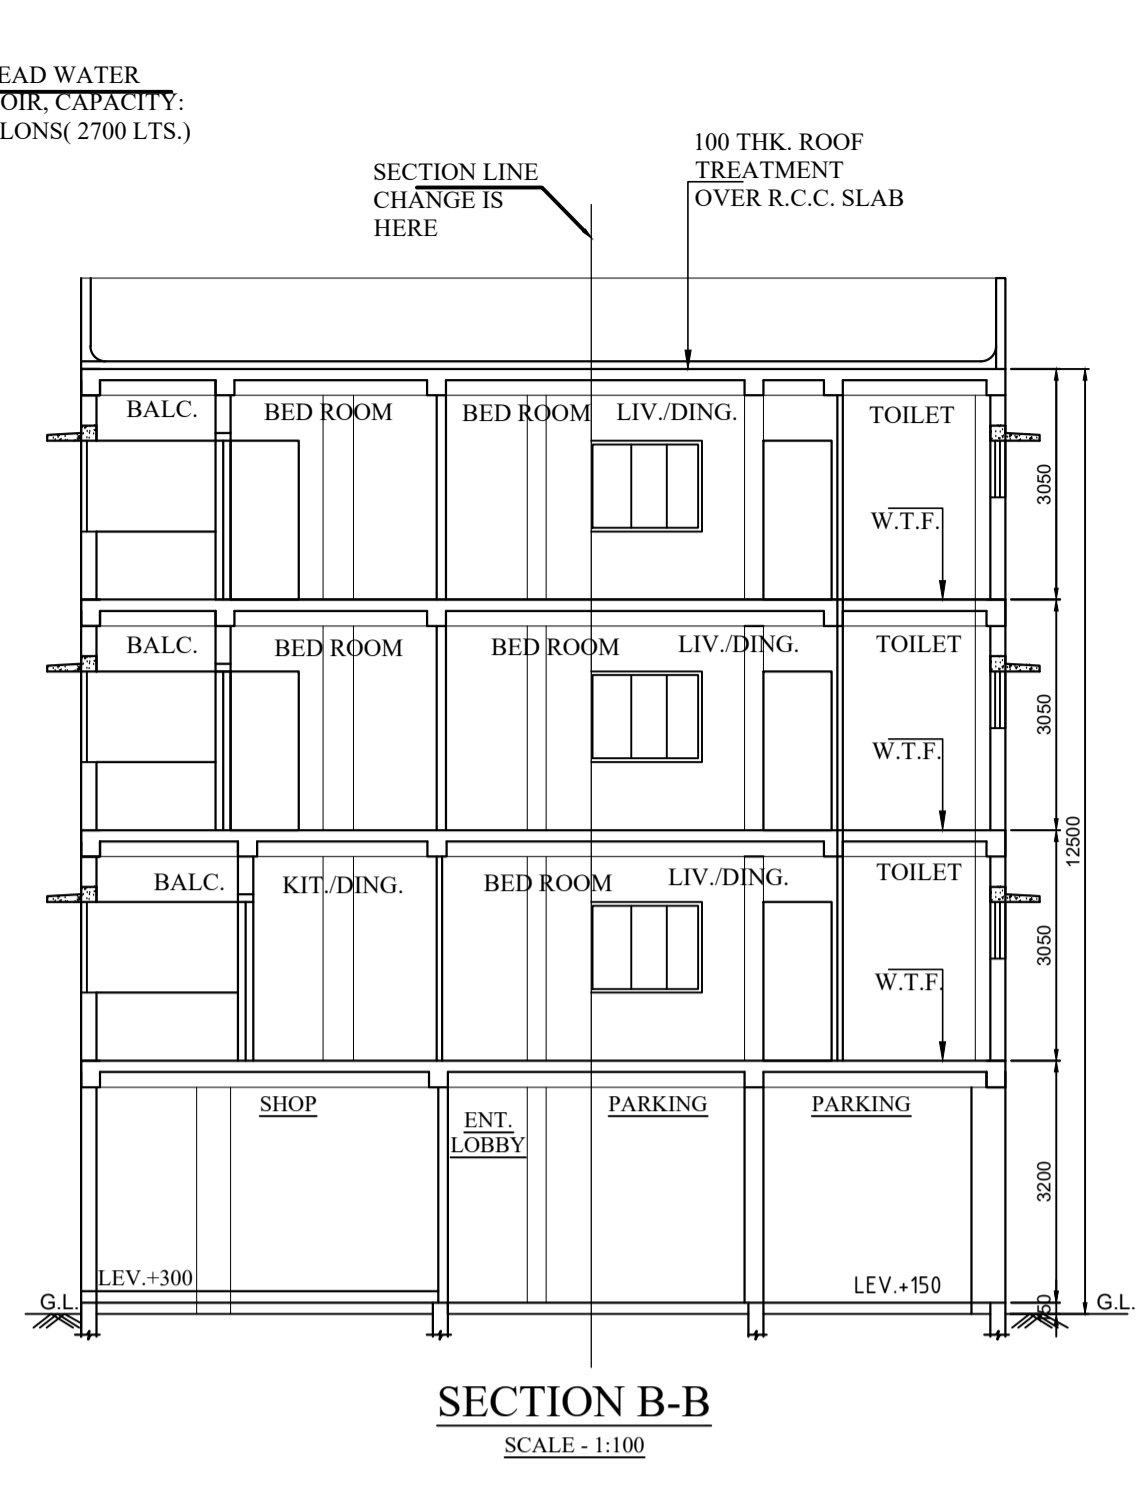 EAD WATER
OIR, CAPACITY:
LONS( 2700 LTS.)
SECTION LINE
CHANGE IS
HERE
100 THK. ROOF
TREATMENT
OVER R.C.C. SLAB
BALC.
BED ROOM
BED ROOM
LIV./DING.
TOILET
W.T.F.
3050
BALC.
BED ROOM
BED ROOM
LIV./DING.
TOILET
W.T.F.
3050
12500
BALC.
KIT./DING.
BED ROOM
LIV./DING.
TOILET
W.T.F.
3050
SHOP
ENT.
LOBBY
PARKING
PARKING
3200
LEV.+300
LEV.+150
G.L.
G.L.
SECTION B-B
SCALE - 1:100